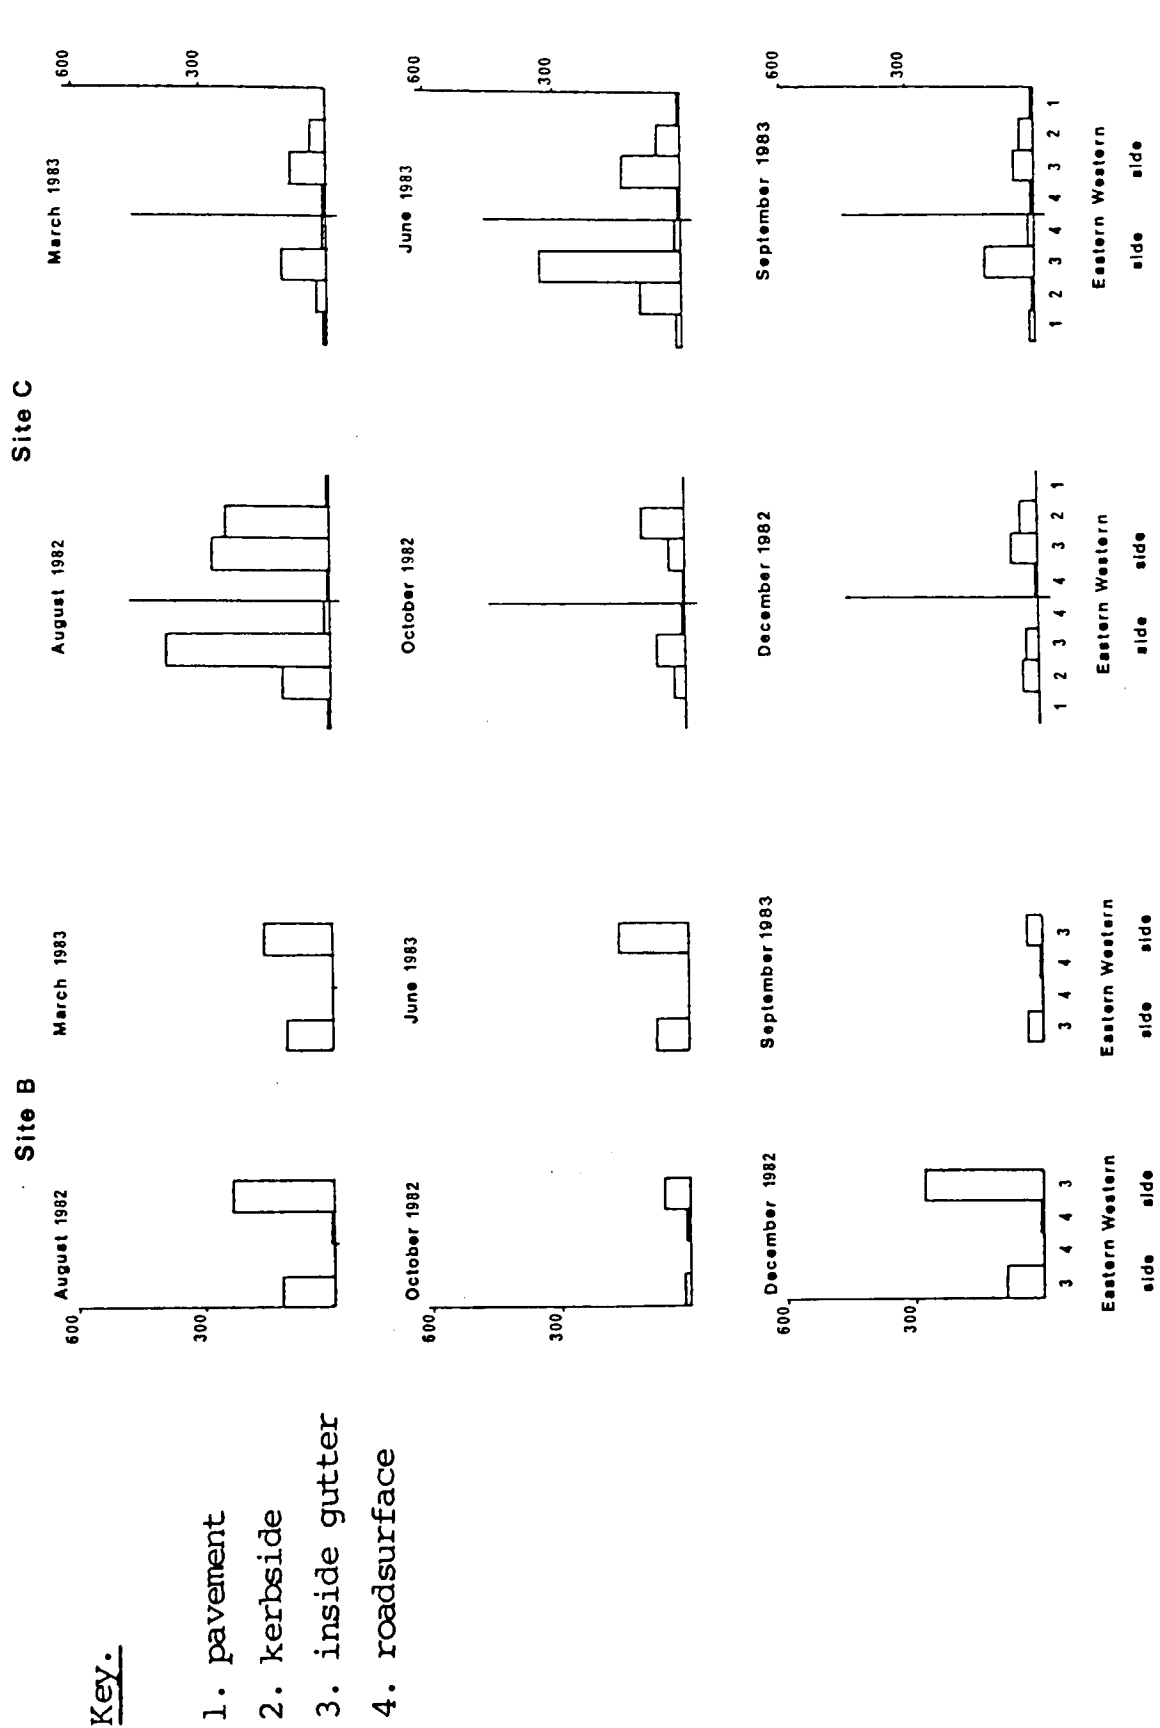 Site B
Site C
August 1982
March 1983
August 1982
March 1983
600
300
600
300
October 1982
June 1983
October 1982
June 1983
600
300
600
300
December 1982
September 1983
December 1982
September 1983
600
300
600
300
3 4 4 3
3 4 4 3
1 2 3 4 4 3 2 1
1 2 3 4 4 3 2 1
Eastern Western
side side
Eastern Western
side side
Eastern Western
side side
Eastern Western
side side
Key.
1. pavement
2. kerbside
3. inside gutter
4. roadsurface